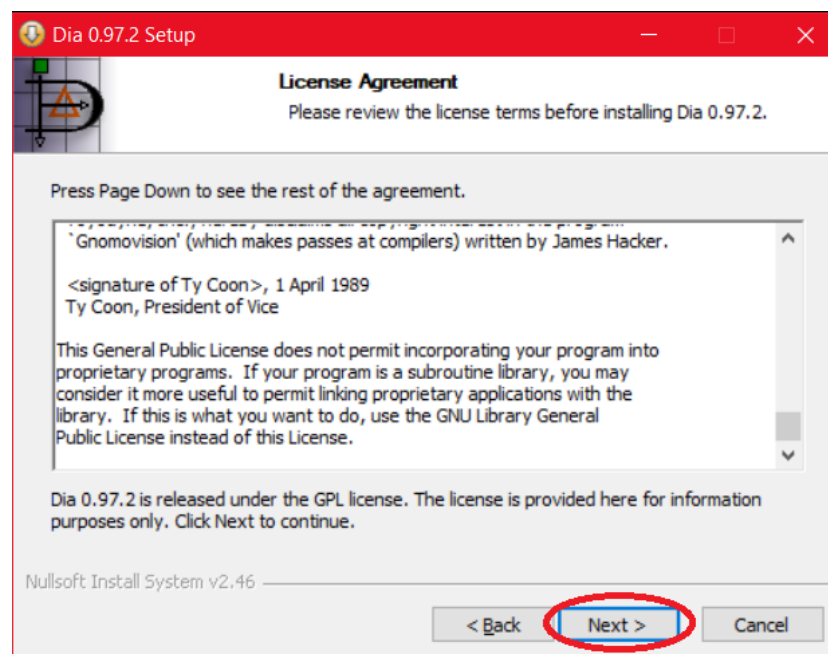 Dia 0.97.2 Setup
License Agreement
Please review the license terms before installing Dia 0.97.2.
Press Page Down to see the rest of the agreement.
`Gnomovision' (which makes passes at compilers) written by James Hacker.
<signature of Ty Coon>, 1 April 1989
Ty Coon, President of Vice
This General Public License does not permit incorporating your program into
proprietary programs.  If your program is a subroutine library, you may
consider it more useful to permit linking proprietary applications with the
library.  If this is what you want to do, use the GNU Library General
Public License instead of this License.
Dia 0.97.2 is released under the GPL license. The license is provided here for information
purposes only. Click Next to continue.
Nullsoft Install System v2.46
< Back
Next >
Cancel